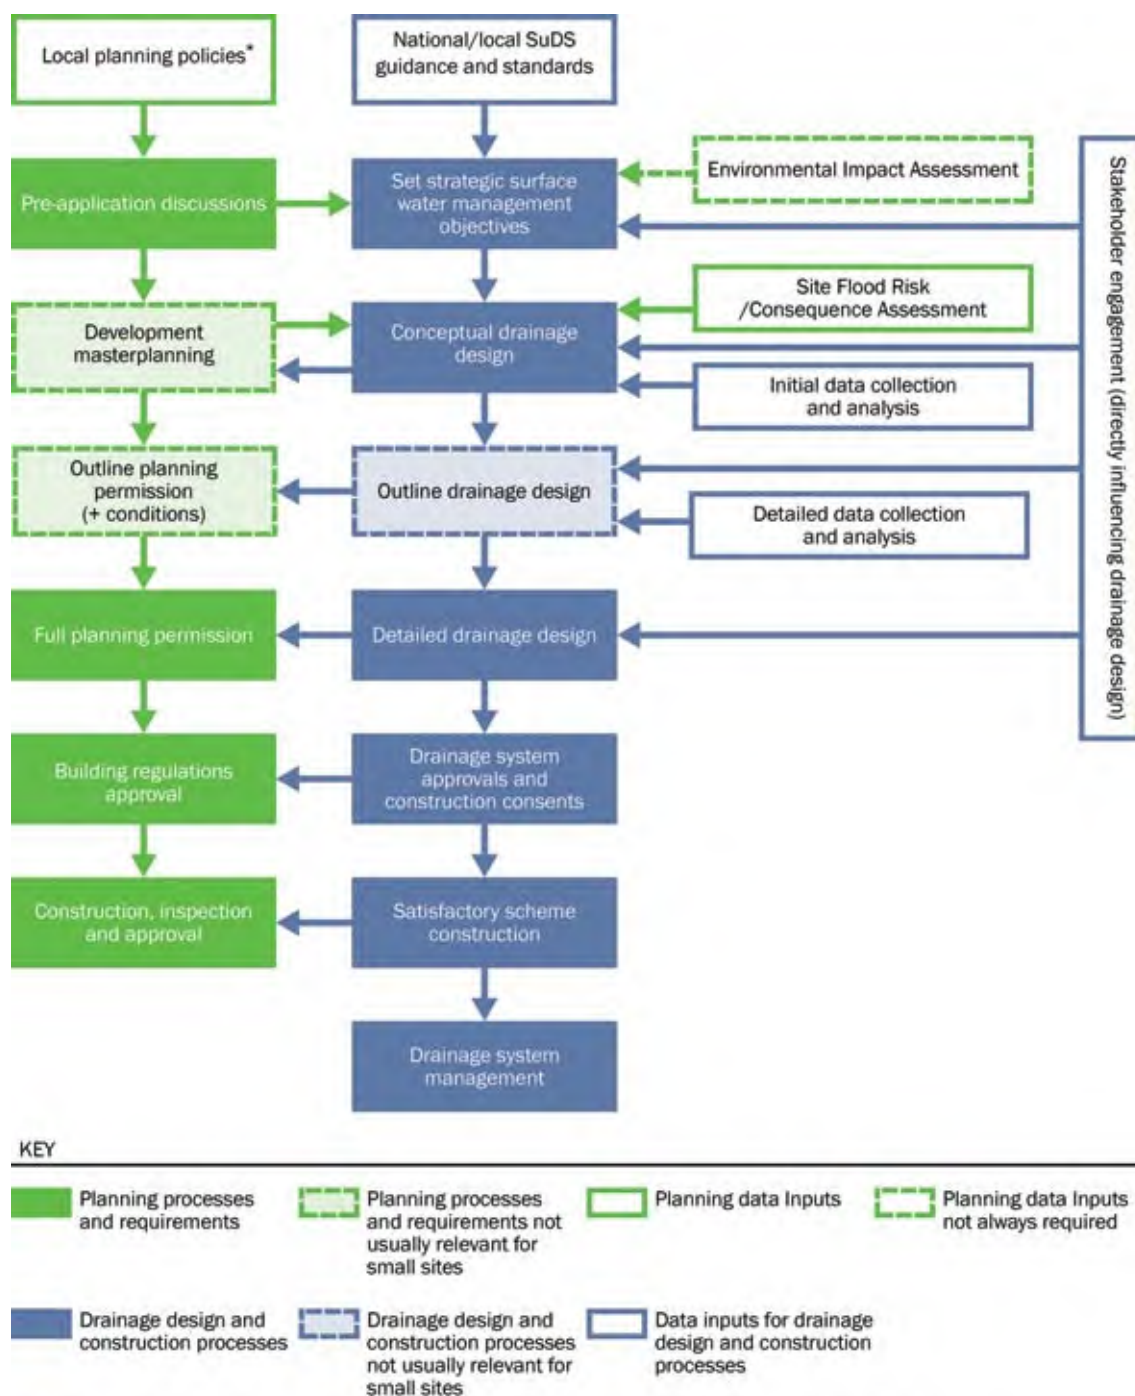 Local planning policies*
National/local SuDS
guidance and standards
Pre-application discussions
Set strategic surface
water management
objectives
Environmental Impact Assessment
Stakeholder engagement (directly influencing drainage design)
Development
masterplanning
Conceptual drainage
design
Site Flood Risk
/Consequence Assessment
Initial data collection
and analysis
Outline planning
permission
(+ conditions)
Outline drainage design
Detailed data collection
and analysis
Full planning permission
Detailed drainage design
Building regulations
approval
Drainage system
approvals and
construction consents
Construction, inspection
and approval
Satisfactory scheme
construction
Drainage system
management
KEY
Planning processes
and requirements
Planning processes
and requirements not
usually relevant for
small sites
Planning data Inputs
Planning data Inputs
not always required
Drainage design and
construction processes
Drainage design and
construction processes
not usually relevant for
small sites
Data inputs for drainage
design and construction
processes